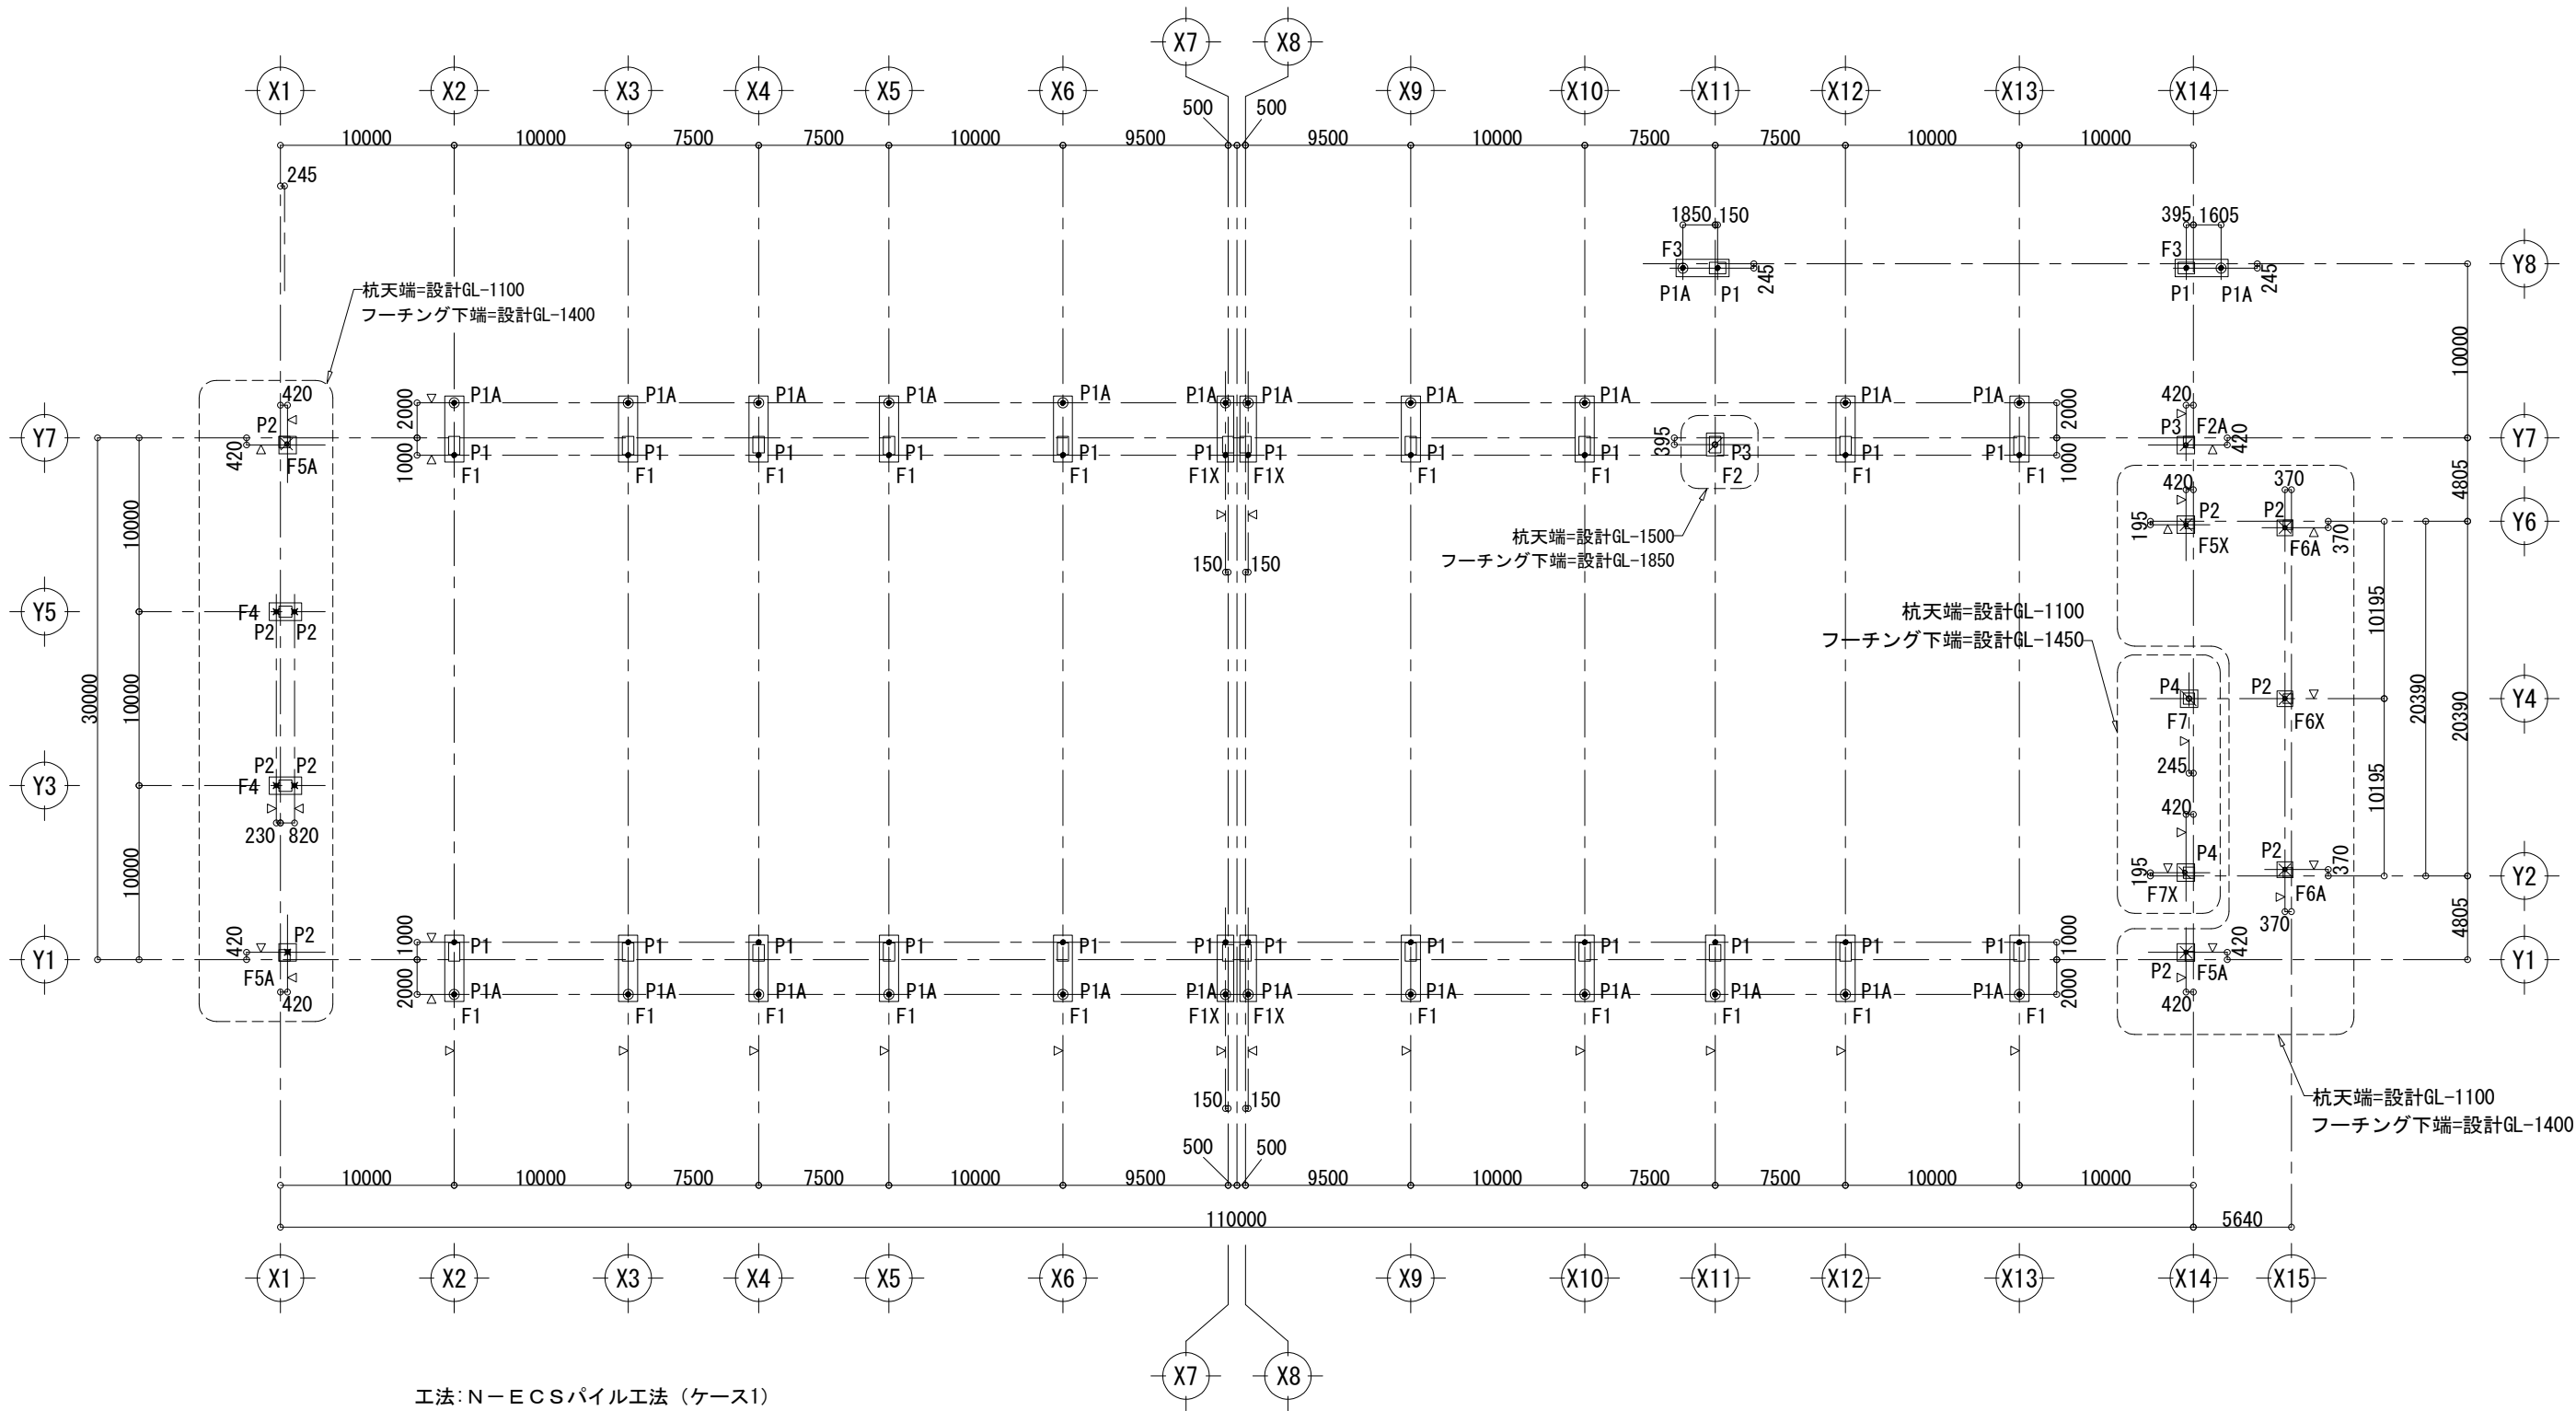 X7 X8
X1 X2 X3 X4 X5 X6 X9 X10 X11 X12 X13 X14
500 500
10000 10000 7500 7500 10000 9500 9500 10000 7500 7500 10000 10000
245
1850 150 395 1605
F3 F3
Y8
P1A P1 245 P1 P1A 245
杭天端=設計GL-1100
フーチング下端=設計GL-1400
10000
420 420
2000 P1A P1A P1A P1A P1A P1A P1A P1A P1A P1A P1A 2000
P2 P3 F2A
Y7 Y7
420 F5A 1000 P1 P1 P1 P1 P1 P1 P1 P1 P1 395 P3 P1 P1 1000 420
F1 F1 F1 F1 F1 F1X F1X F1 F1 F2 F1 F1
4805
420 370
P2 P2
10000 195 Y6
F5X F6A 370
杭天端=設計GL-1500
フーチング下端=設計GL-1850
150 150
Y5 F4
P2 P2
杭天端=設計GL-1100
フーチング下端=設計GL-1450
10195
30000 10000 P4 P2 20390 20390 Y4
F7 F6X
245
P2 P2
Y3 F4
10195
420
230 820
P4 P2
10000 195 370 Y2
F7X F6A
370
4805
420 P2 1000 P1 P1 P1 P1 P1 P1 P1 P1 P1 P1 P1 P1 1000 420
Y1 Y1
F5A P2 F5A
2000 P1A P1A P1A P1A P1A P1A P1A P1A P1A P1A P1A P1A 2000
420 420
F1 F1 F1 F1 F1 F1X F1X F1 F1 F1 F1 F1
150 150
杭天端=設計GL-1100
フーチング下端=設計GL-1400
500 500
10000 10000 7500 7500 10000 9500 9500 10000 7500 7500 10000 10000
110000 5640
X1 X2 X3 X4 X5 X6 X9 X10 X11 X12 X13 X14 X15
X7 X8
工法:N－ECSパイル工法（ケース1）